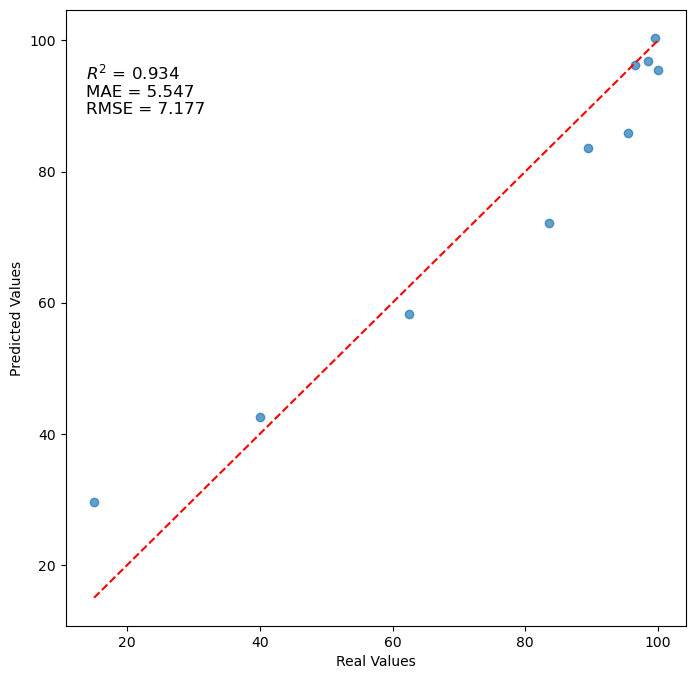 100
80
60
40
20
Predicted Values
R² = 0.934
MAE = 5.547
RMSE = 7.177
20 40 60 80 100
Real Values